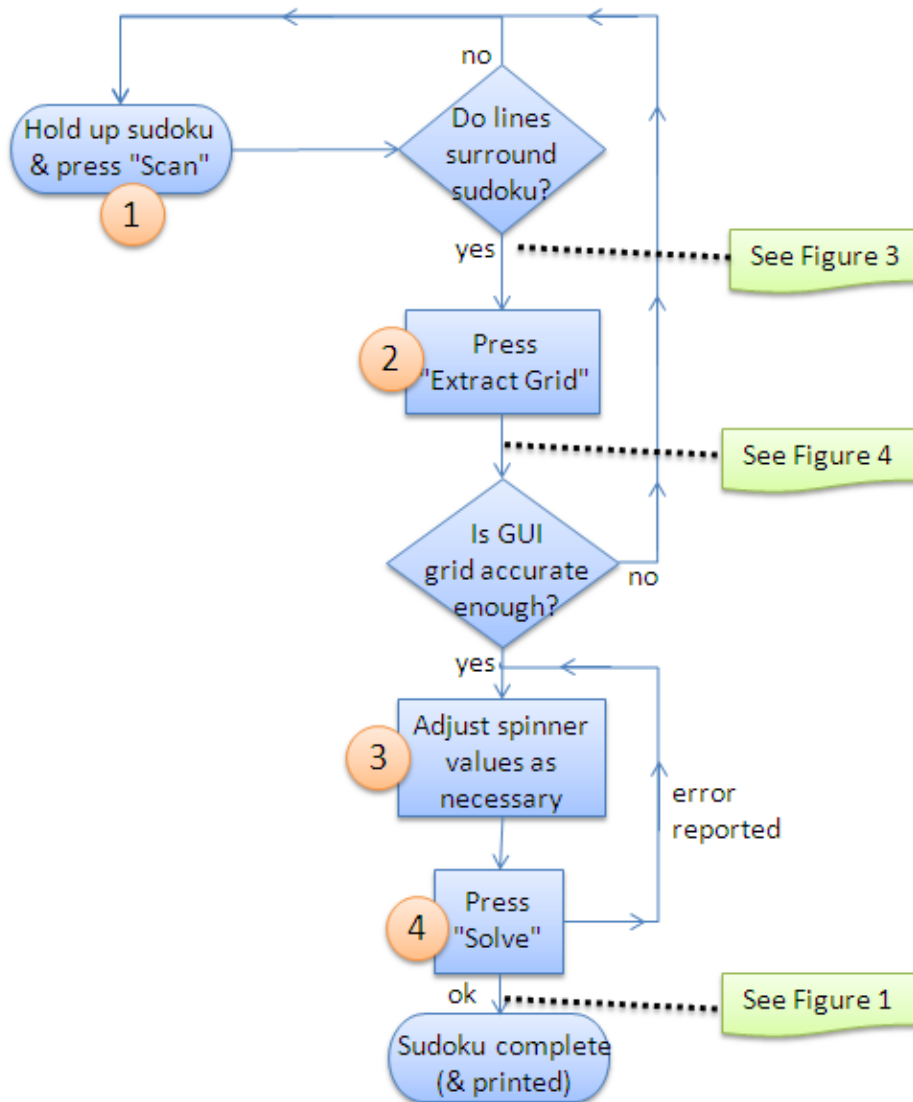 no
Hold up sudoku
& press "Scan"
1
Do lines
surround
sudoku?
yes
See Figure 3
2
Press
"Extract Grid"
See Figure 4
Is GUI
grid accurate
enough?
no
yes
3
Adjust spinner
values as
necessary
error
reported
4
Press
"Solve"
ok
See Figure 1
Sudoku complete
(& printed)